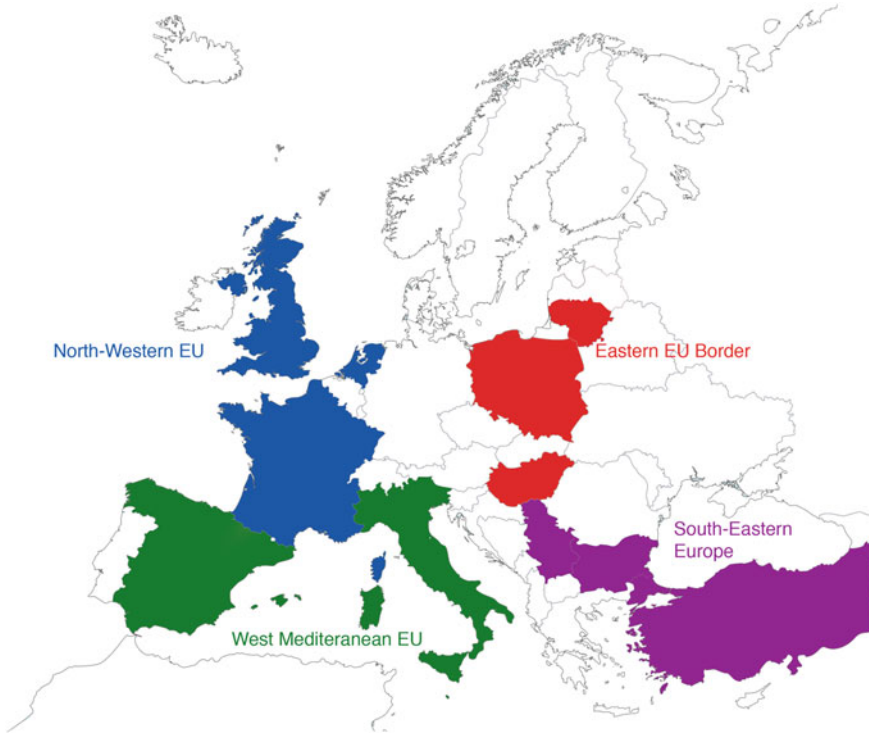 North-Western EU
Eastern EU Border
South-Eastern
Europe
West Mediteranean EU